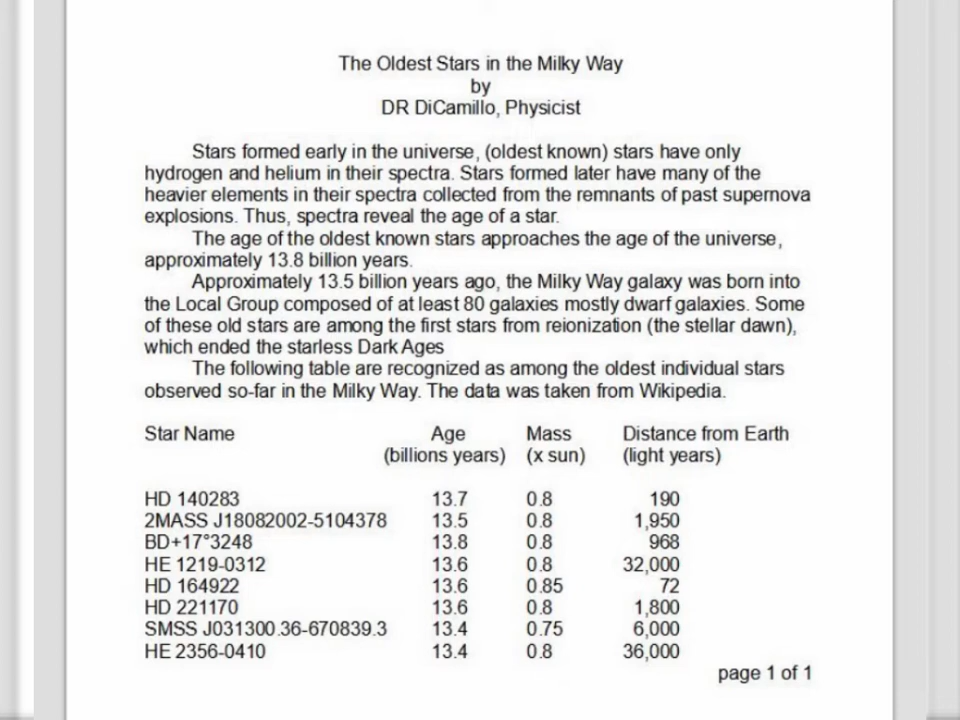 The Oldest Stars in the Milky Way
by
DR DiCamillo, Physicist
Stars formed early in the universe, (oldest known) stars have only
hydrogen and helium in their spectra. Stars formed later have many of the
heavier elements in their spectra collected from the remnants of past supernova
explosions. Thus, spectra reveal the age of a star.
The age of the oldest known stars approaches the age of the universe,
approximately 13.8 billion years.
Approximately 13.5 billion years ago, the Milky Way galaxy was born into
the Local Group composed of at least 80 galaxies mostly dwarf galaxies. Some
of these old stars are among the first stars from reionization (the stellar dawn),
which ended the starless Dark Ages
The following table are recognized as among the oldest individual stars
observed so-far in the Milky Way. The data was taken from Wikipedia.
Star Name Age Mass Distance from Earth
(billions years) (x sun) (light years)
HD 140283 13.7 0.8 190
2MASS J18082002-5104378 13.5 0.8 1,950
BD+17°3248 13.8 0.8 968
HE 1219-0312 13.6 0.8 32,000
HD 164922 13.6 0.85 72
HD 221170 13.6 0.8 1,800
SMSS J031300.36-670839.3 13.4 0.75 6,000
HE 2356-0410 13.4 0.8 36,000
page 1 of 1